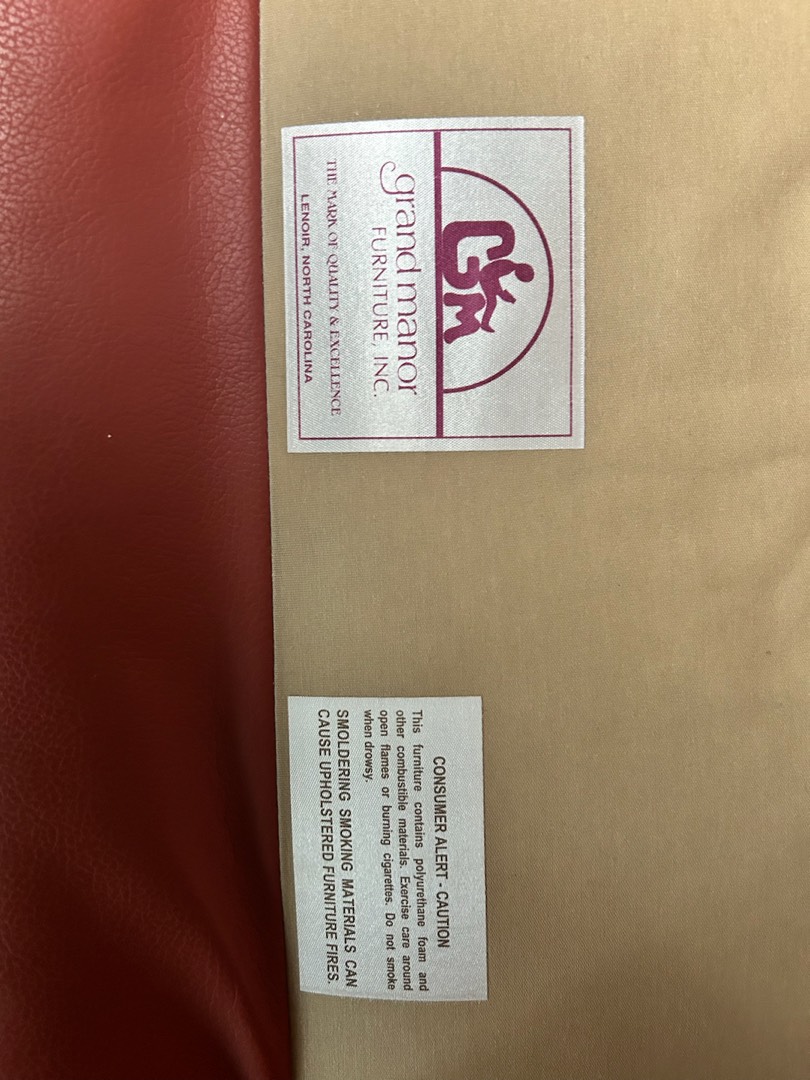 GM
grand manor
FURNITURE, INC.
THE MARK OF QUALITY & EXCELLENCE
LENOIR, NORTH CAROLINA
CONSUMER ALERT - CAUTION
This furniture contains polyurethane foam and
other combustible materials. Exercise care around
open flames or burning cigarettes. Do not smoke
when drowsy.
SMOLDERING SMOKING MATERIALS CAN
CAUSE UPHOLSTERED FURNITURE FIRES.